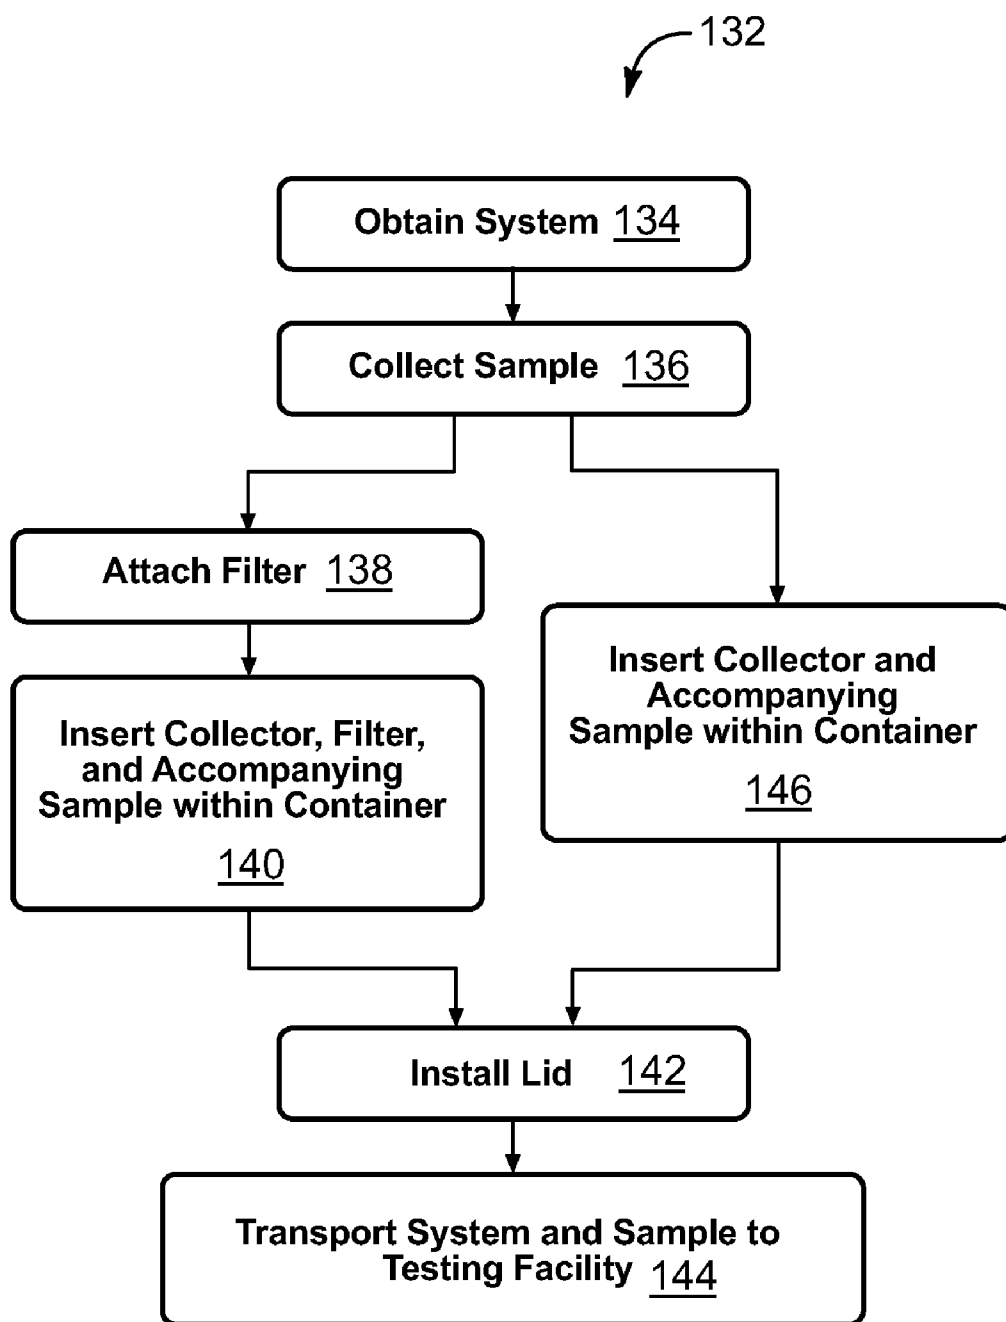 132
Obtain System 134
Collect Sample 136
Attach Filter 138
Insert Collector, Filter,
and Accompanying
Sample within Container
140
Insert Collector and
Accompanying
Sample within Container
146
Install Lid 142
Transport System and Sample to
Testing Facility 144